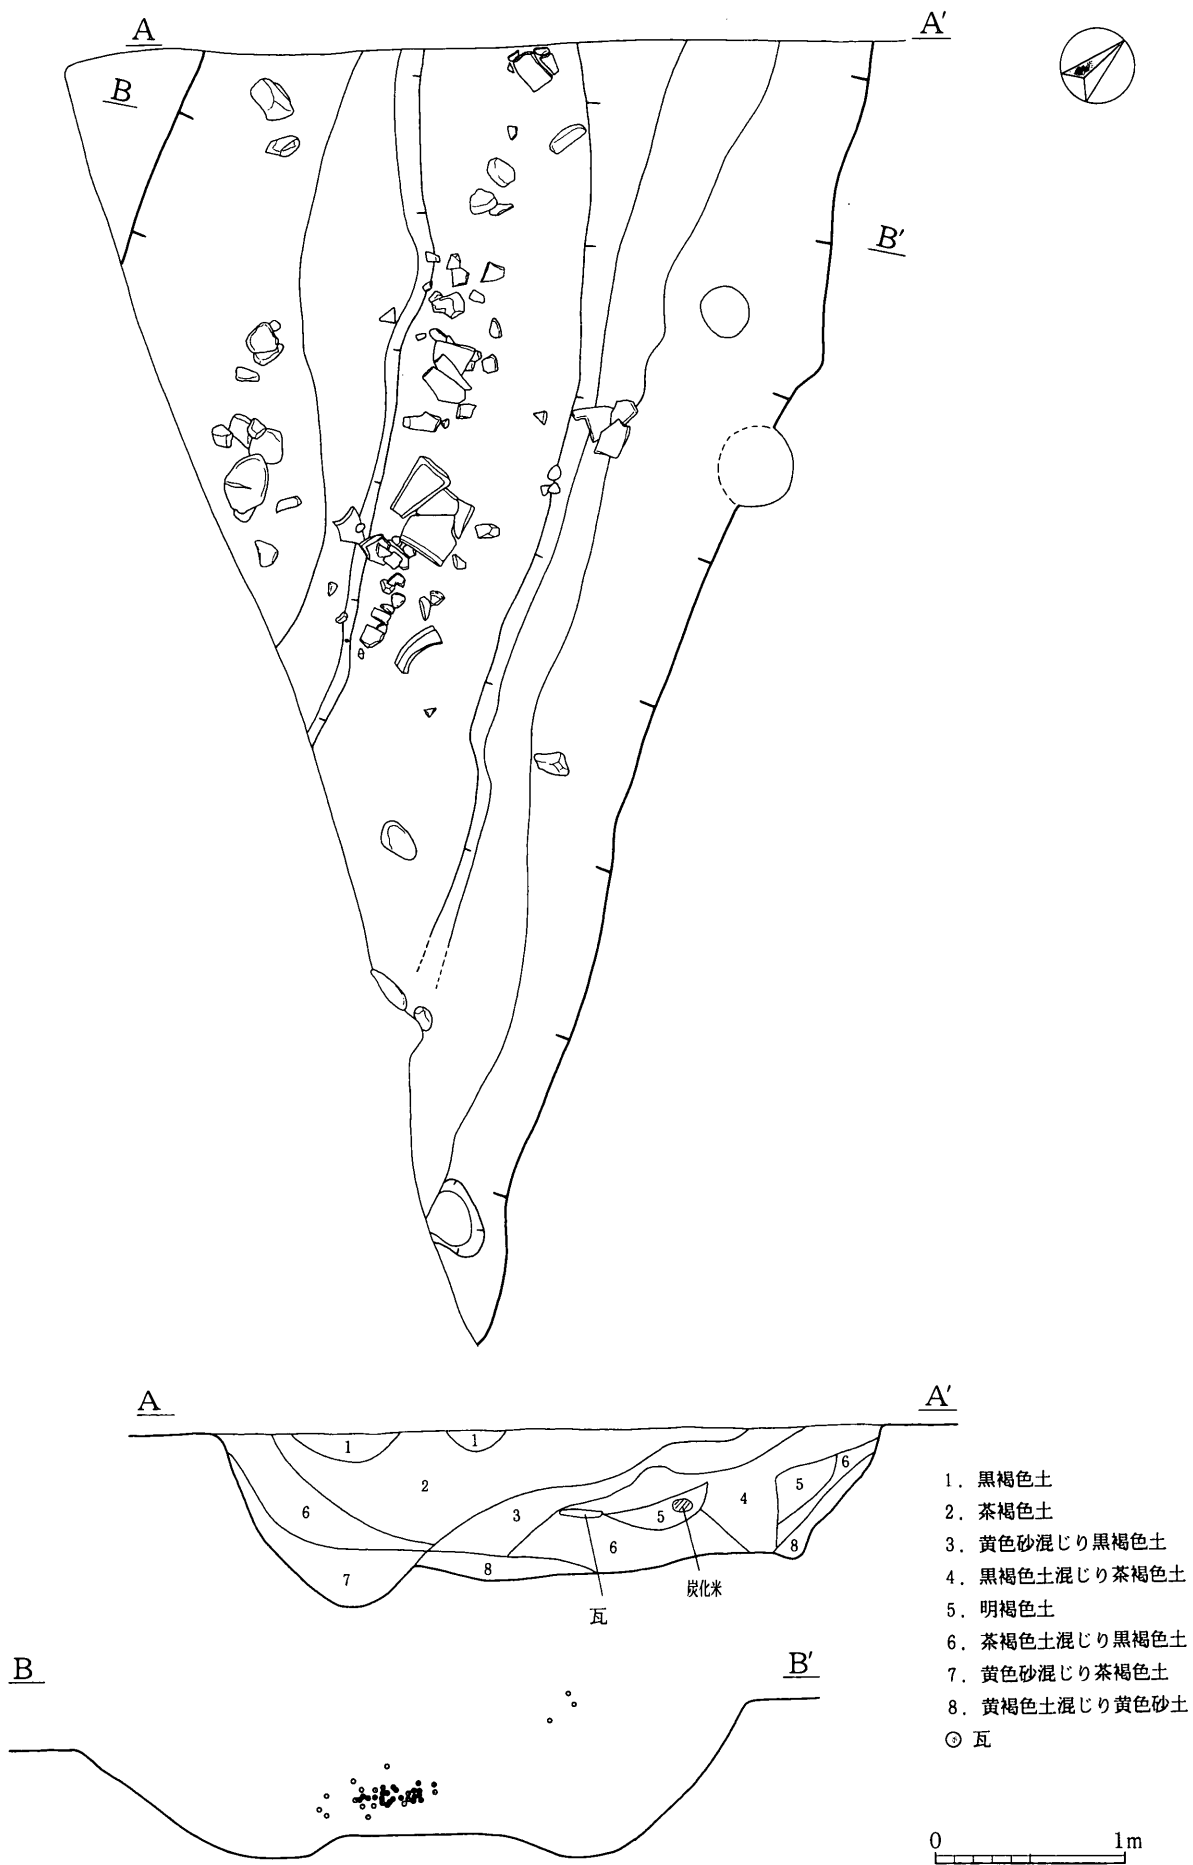 A A′
B
B′
A A′
1 1
2
6
3
5
4
5
6
6
7
8
8
瓦
炭化米
1. 黒褐色土
2. 茶褐色土
3. 黄色砂混じり黒褐色土
4. 黒褐色土混じり茶褐色土
5. 明褐色土
6. 茶褐色土混じり黒褐色土
7. 黄色砂混じり茶褐色土
8. 黄褐色土混じり黄色砂土
⊙ 瓦
B B′
0 1m